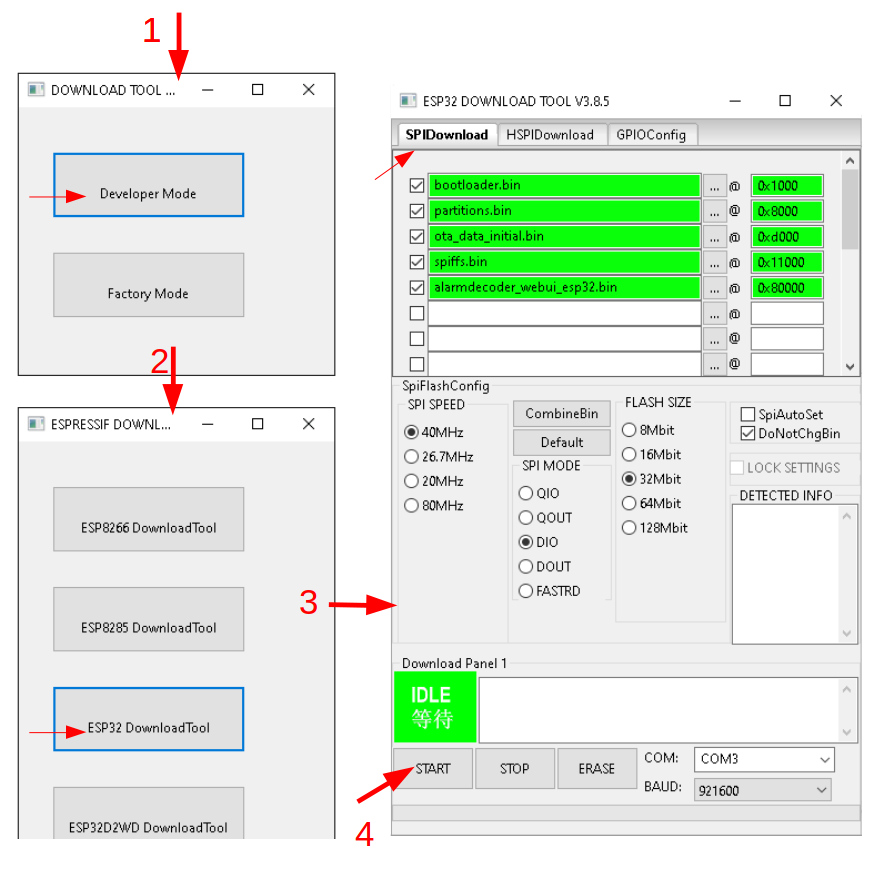 1
DOWNLOAD TOOL ...
Developer Mode
Factory Mode
2
ESPRESSIF DOWNL...
ESP8266 DownloadTool
ESP8285 DownloadTool
ESP32 DownloadTool
ESP32D2WD DownloadTool
3
ESP32 DOWNLOAD TOOL V3.8.5
SPIDownload HSPIDownload GPIOConfig
bootloader.bin ... @ 0x1000
partitions.bin ... @ 0x8000
ota_data_initial.bin ... @ 0xd000
spiffs.bin ... @ 0x11000
alarmdecoder_webui_esp32.bin ... @ 0x80000
... @
... @
... @
SpiFlashConfig
SPI SPEED
40MHz
26.7MHz
20MHz
80MHz
CombineBin
Default
SPI MODE
QIO
QOUT
DIO
DOUT
FASTRD
FLASH SIZE
8Mbit
16Mbit
32Mbit
64Mbit
128Mbit
SpiAutoSet
DoNotChgBin
LOCK SETTINGS
DETECTED INFO
Download Panel 1
IDLE
等待
START STOP ERASE
COM: COM3
BAUD: 921600
4